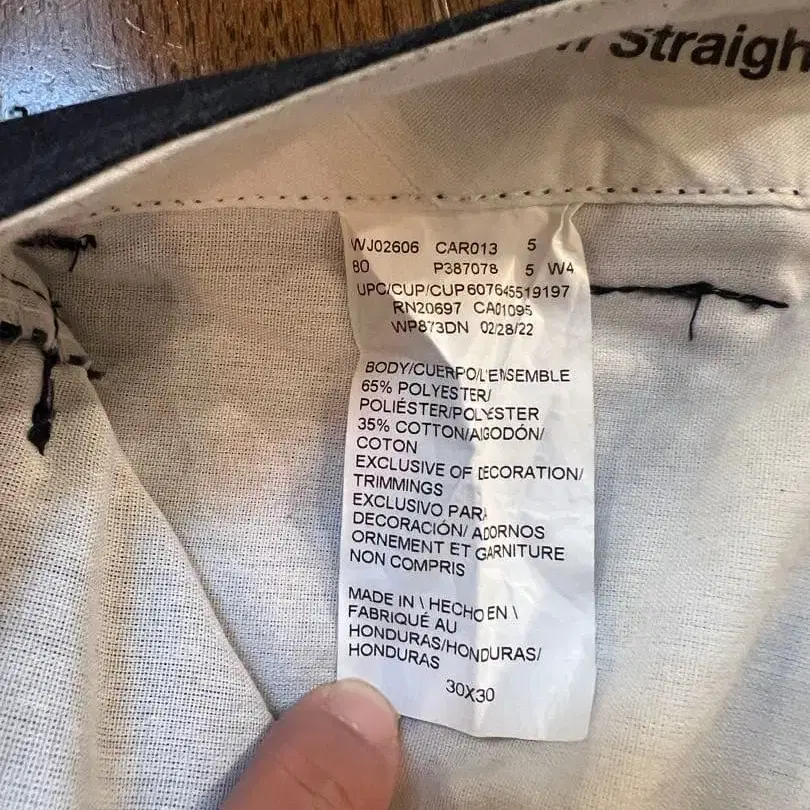 Straigh
WJ02606 CAR013 5
80 P387078 5 W4
UPC/CUP/CUP607645519197
RN20697 CA01095
WP873DN 02/28/22
BODY/CUERPO/L'ENSEMBLE
65% POLYESTER/
POLIÉSTER/POLYESTER
35% COTTON/ALGODÓN/
COTON
EXCLUSIVE OF DECORATION/
TRIMMINGS
EXCLUSIVO PARA
DECORACIÓN/ ADORNOS
ORNEMENT ET GARNITURE
NON COMPRIS
MADE IN \ HECHO EN \
FABRIQUÉ AU
HONDURAS/HONDURAS/
HONDURAS
30X30